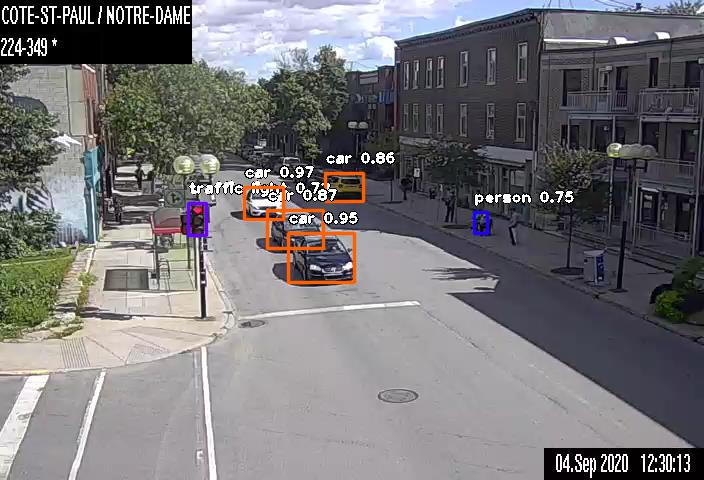 COTE-ST-PAUL / NOTRE-DAME
224-349 *
car 0.86
car 0.97
traffic light 0.7
car 0.87
person 0.75
car 0.95
04.Sep 2020 12:30:13